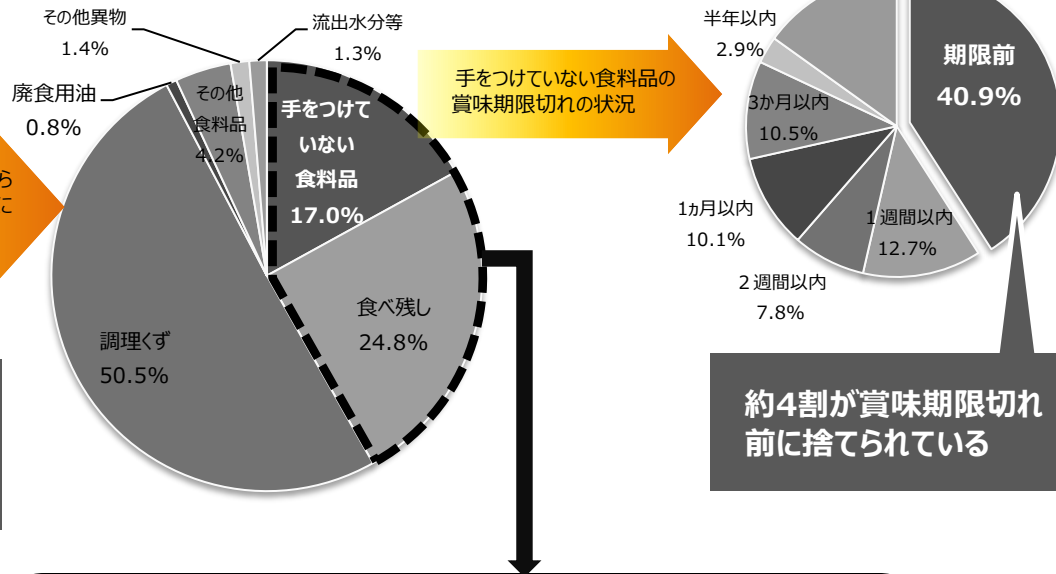 その他異物
1.4%
流出水分等
1.3%
廃食用油
0.8%
その他
食料品
4.2%
手をつけて
いない
食料品
17.0%
食べ残し
24.8%
調理くず
50.5%
ら
に
手をつけていない食料品の
賞味期限切れの状況
半年以内
2.9%
期限前
40.9%
3か月以内
10.5%
1ヵ月以内
10.1%
1週間以内
12.7%
2週間以内
7.8%
約4割が賞味期限切れ
前に捨てられている